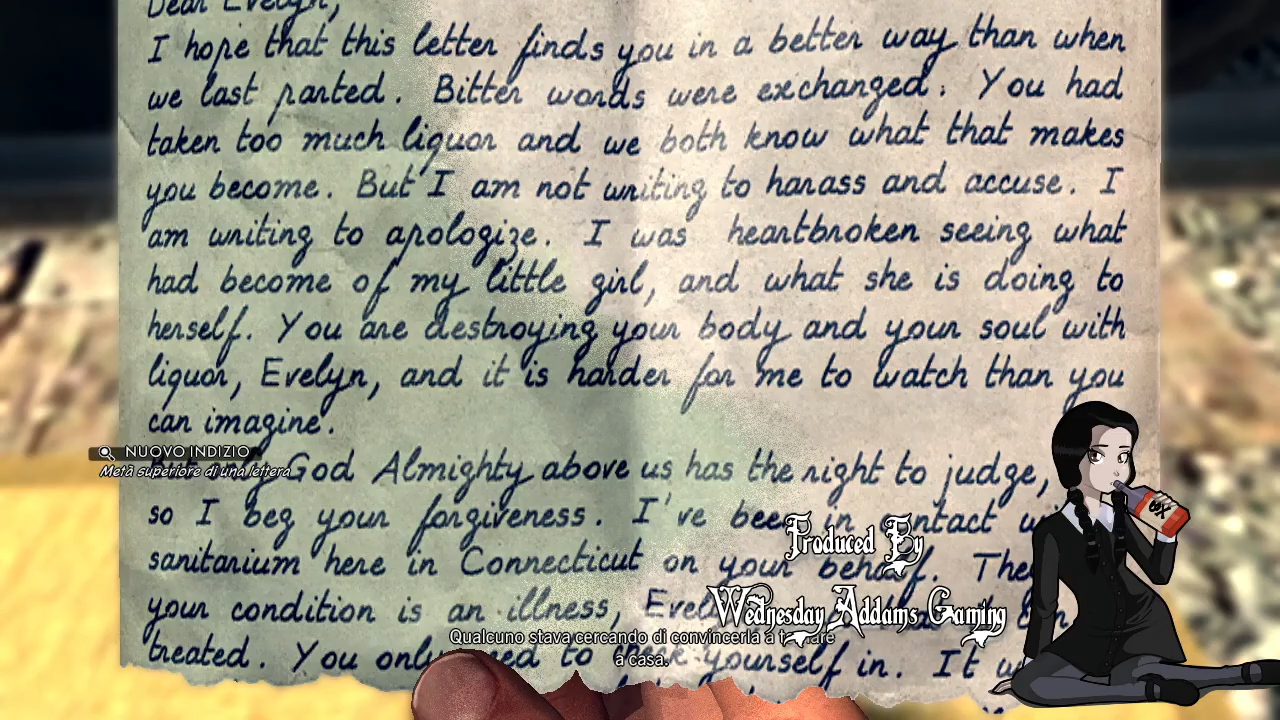 Dear Evelyn,
I hope that this letter finds you in a better way than when
we last parted. Bitter words were exchanged. You had
taken too much liquor and we both know what that makes
you become. But I am not writing to harass and accuse. I
am writing to apologize. I was heartbroken seeing what
had become of my little girl, and what she is doing to
herself. You are destroying your body and your soul with
liquor, Evelyn, and it is harder for me to watch than you
can imagine.
NUOVO INDIZIO
Metà superiore di una lettera
God Almighty above us has the right to judge,
so I beg your forgiveness. I've been in contact
sanitarium here in Connecticut on your behalf.
your condition is an illness,
treated. You only need to check yourself in. It
Produced By
Wednesday Addams Gaming
Qualcuno stava cercando di convincerla a tornare
a casa.